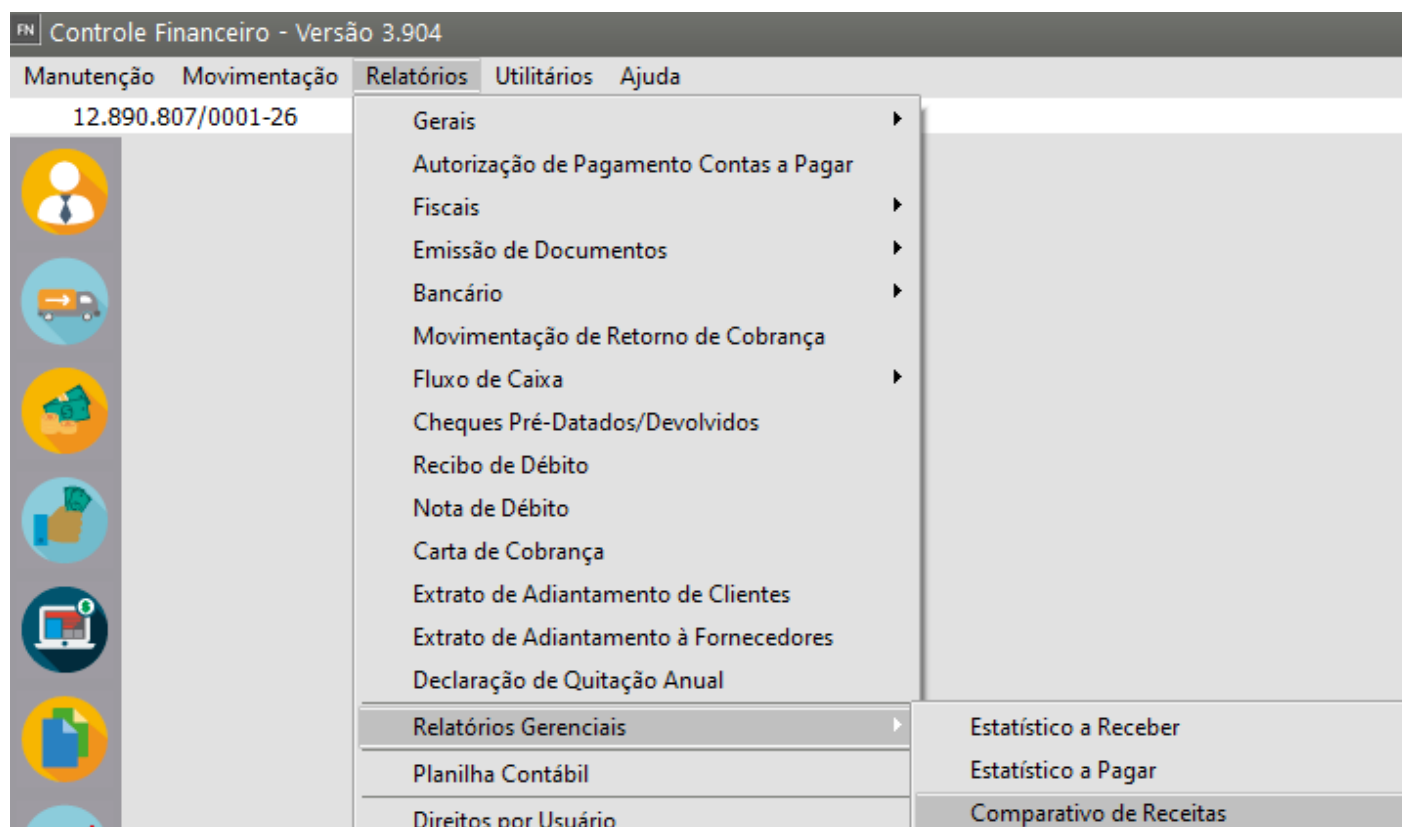 FN Controle Financeiro - Versão 3.904
Manutenção Movimentação Relatórios Utilitários Ajuda
12.890.807/0001-26
Gerais
Autorização de Pagamento Contas a Pagar
Fiscais
Emissão de Documentos
Bancário
Movimentação de Retorno de Cobrança
Fluxo de Caixa
Cheques Pré-Datados/Devolvidos
Recibo de Débito
Nota de Débito
Carta de Cobrança
Extrato de Adiantamento de Clientes
Extrato de Adiantamento à Fornecedores
Declaração de Quitação Anual
Relatórios Gerenciais
Estatístico a Receber
Planilha Contábil
Estatístico a Pagar
Direitos por Usuário
Comparativo de Receitas